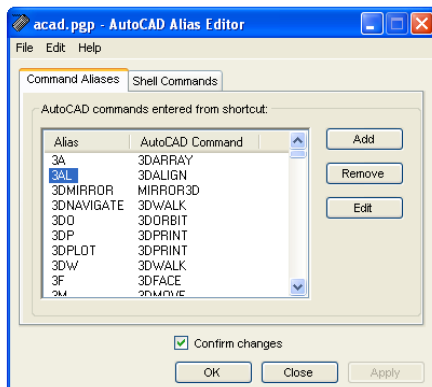 acad.pgp - AutoCAD Alias Editor
File Edit Help
Command Aliases Shell Commands
AutoCAD commands entered from shortcut:
Alias AutoCAD Command
3A 3DARRAY
3AL 3DALIGN
3DMIRROR MIRROR3D
3DNAVIGATE 3DWALK
3DO 3DORBIT
3DP 3DPRINT
3DPLOT 3DPRINT
3DW 3DWALK
3F 3DFACE
3M 3DMOVE
Add
Remove
Edit
Confirm changes
OK Close Apply